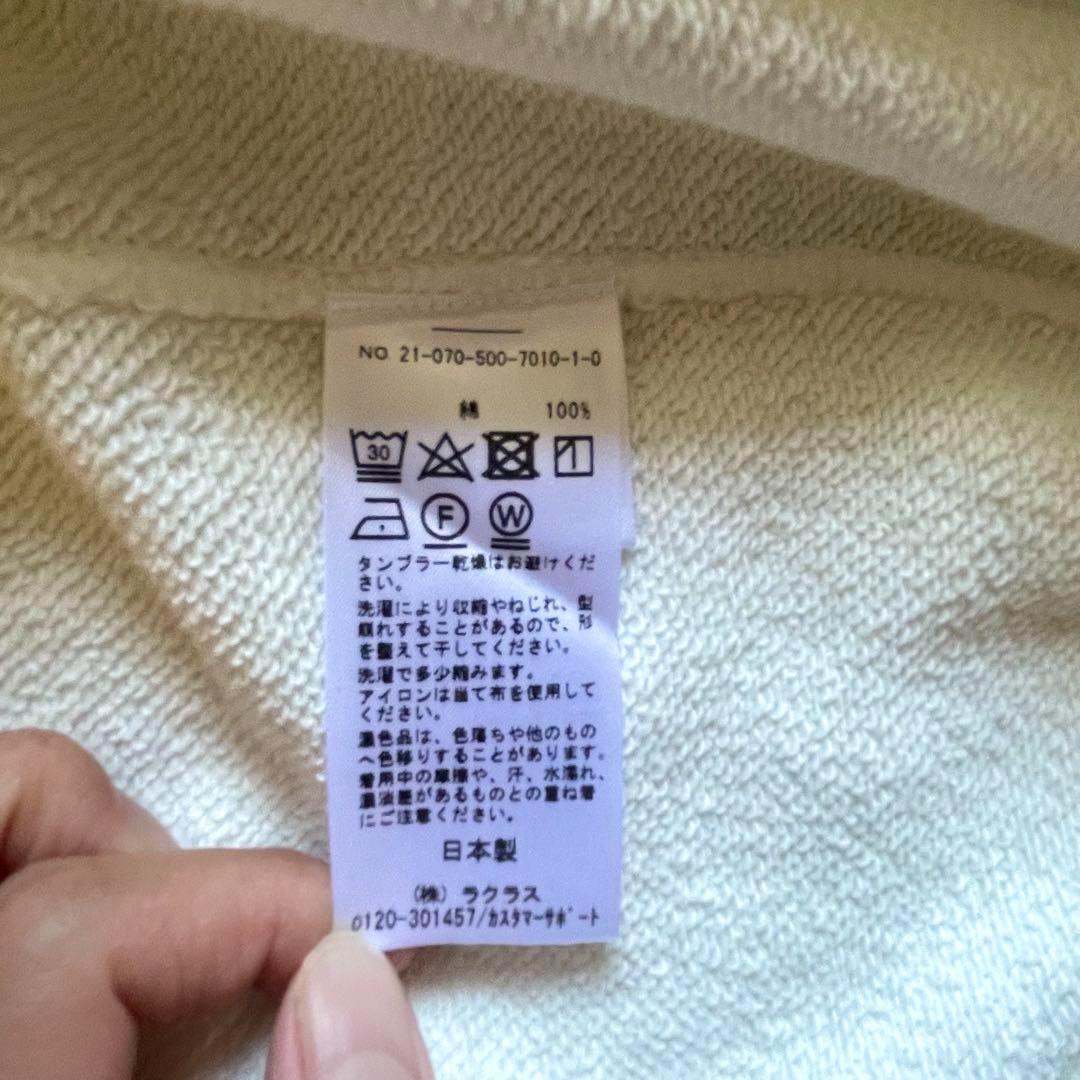 NO. 21-070-500-7010-1-0
綿 100%
30
F W
タンブラー乾燥はお避けくだ
さい。
洗濯により収縮やねじれ、型
崩れすることがあるので、形
を整えて干してください。
洗濯で多少縮みます。
アイロンは当て布を使用して
ください。
濃色品は、色落ちや他のもの
へ色移りすることがあります。
着用中の摩擦や、汗、水濡れ、
濃淡差があるものとの重ね着
にご注意ください。
日本製
(株) ラクラス
0120-301457/カスタマーサポート